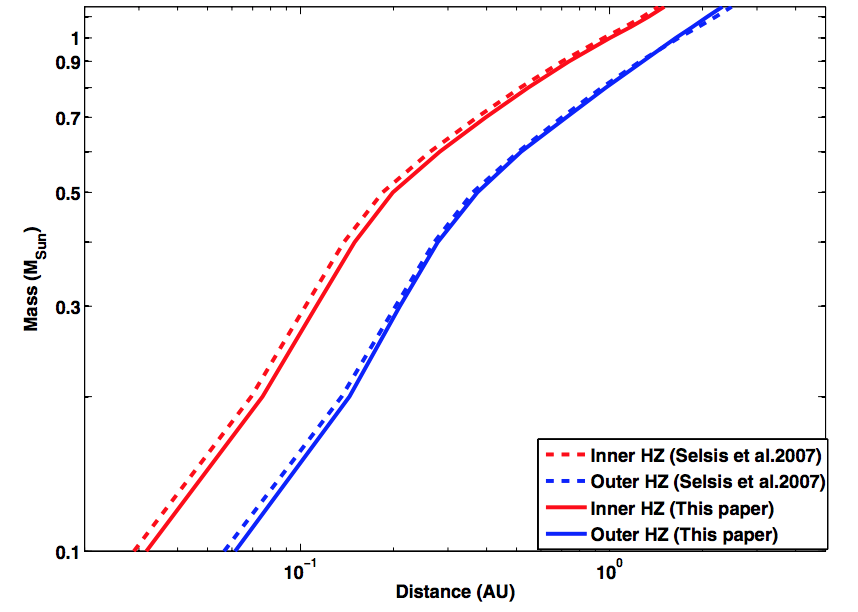 1
0.9
0.7
0.5
0.3
0.1
Mass (M_Sun)
10^-1
10^0
Distance (AU)
Inner HZ (Selsis et al.2007)
Outer HZ (Selsis et al.2007)
Inner HZ (This paper)
Outer HZ (This paper)